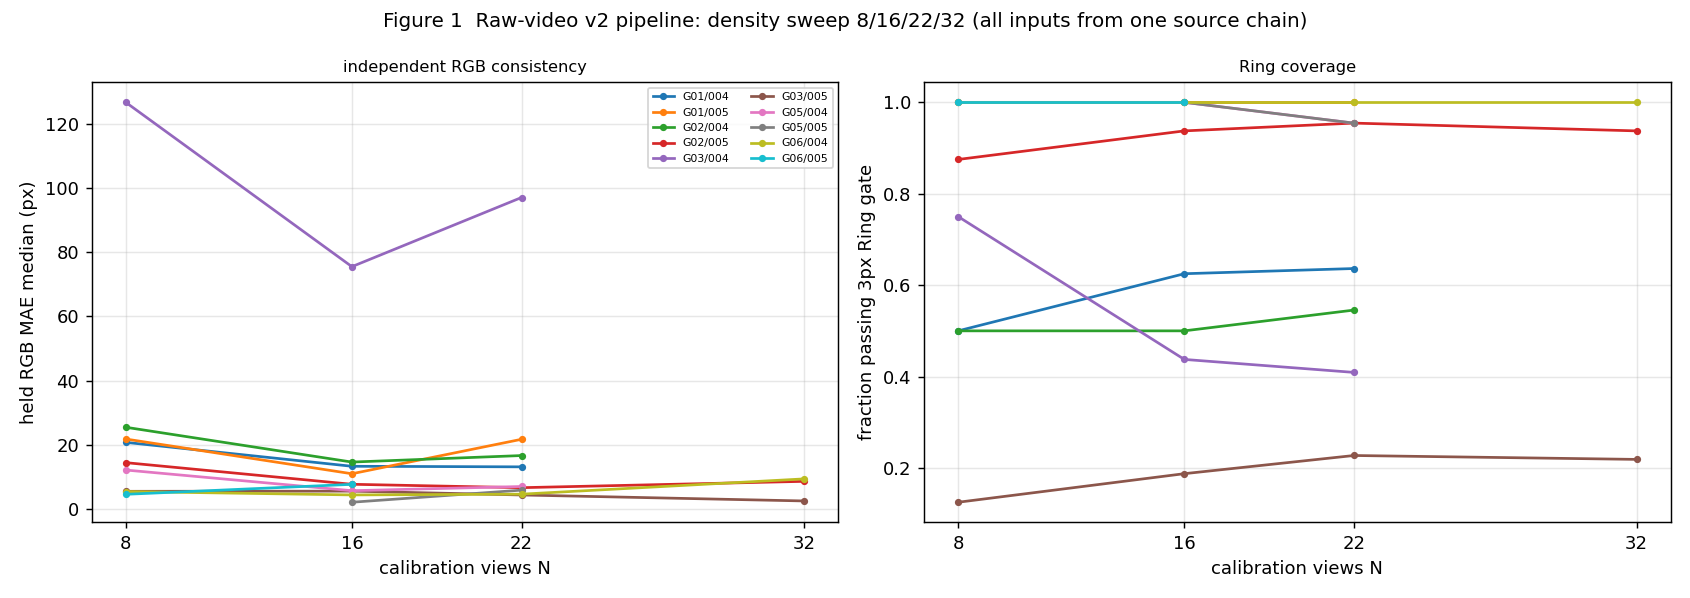 Figure 1  Raw-video v2 pipeline: density sweep 8/16/22/32 (all inputs from one source chain)
independent RGB consistency
held RGB MAE median (px)
120
100
80
60
40
20
0
G01/004
G01/005
G02/004
G02/005
G03/004
G03/005
G05/004
G05/005
G06/004
G06/005
8
16
22
32
calibration views N
Ring coverage
fraction passing 3px Ring gate
1.0
0.8
0.6
0.4
0.2
8
16
22
32
calibration views N